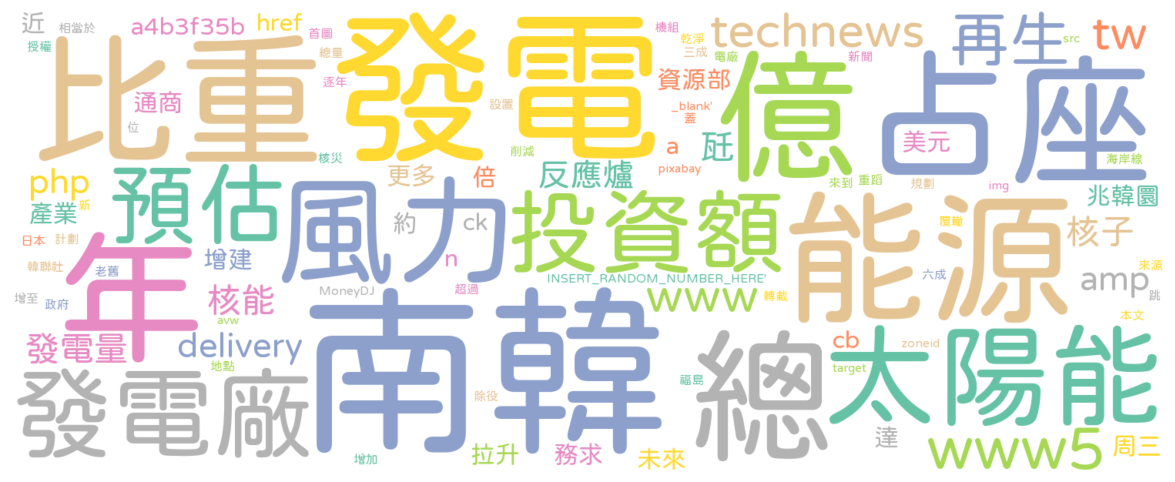 近
相當於
a4b3f35b
href
首圖
授權
總量
比重
逐年
通商
位
核災
發電
設置
削減
機組
乾淨
三成
technews
電廠
資源部
_blank'
蓋
a
瓩
pixabay
億
新聞
再生
src
tw
占
座
美元
海岸線
來到
重蹈
規劃
img
兆韓圜
php
產業
新
預估
更多
倍
反應爐
日本
計劃
韓聯社
老舊
增建
年
風力
約
ck
n
MoneyDJ
超過
投資額
INSERT_RANDOM_NUMBER_HERE'
www
轉載
能源
覆轍
六成
核子
來源
amp
跳
本文
增至
政府
核能
avw
發電量
地點
delivery
發電廠
增加
南韓
除役
拉升
務求
未來
福島
總
cb
target
zoneid
太陽能
達
www5
周三